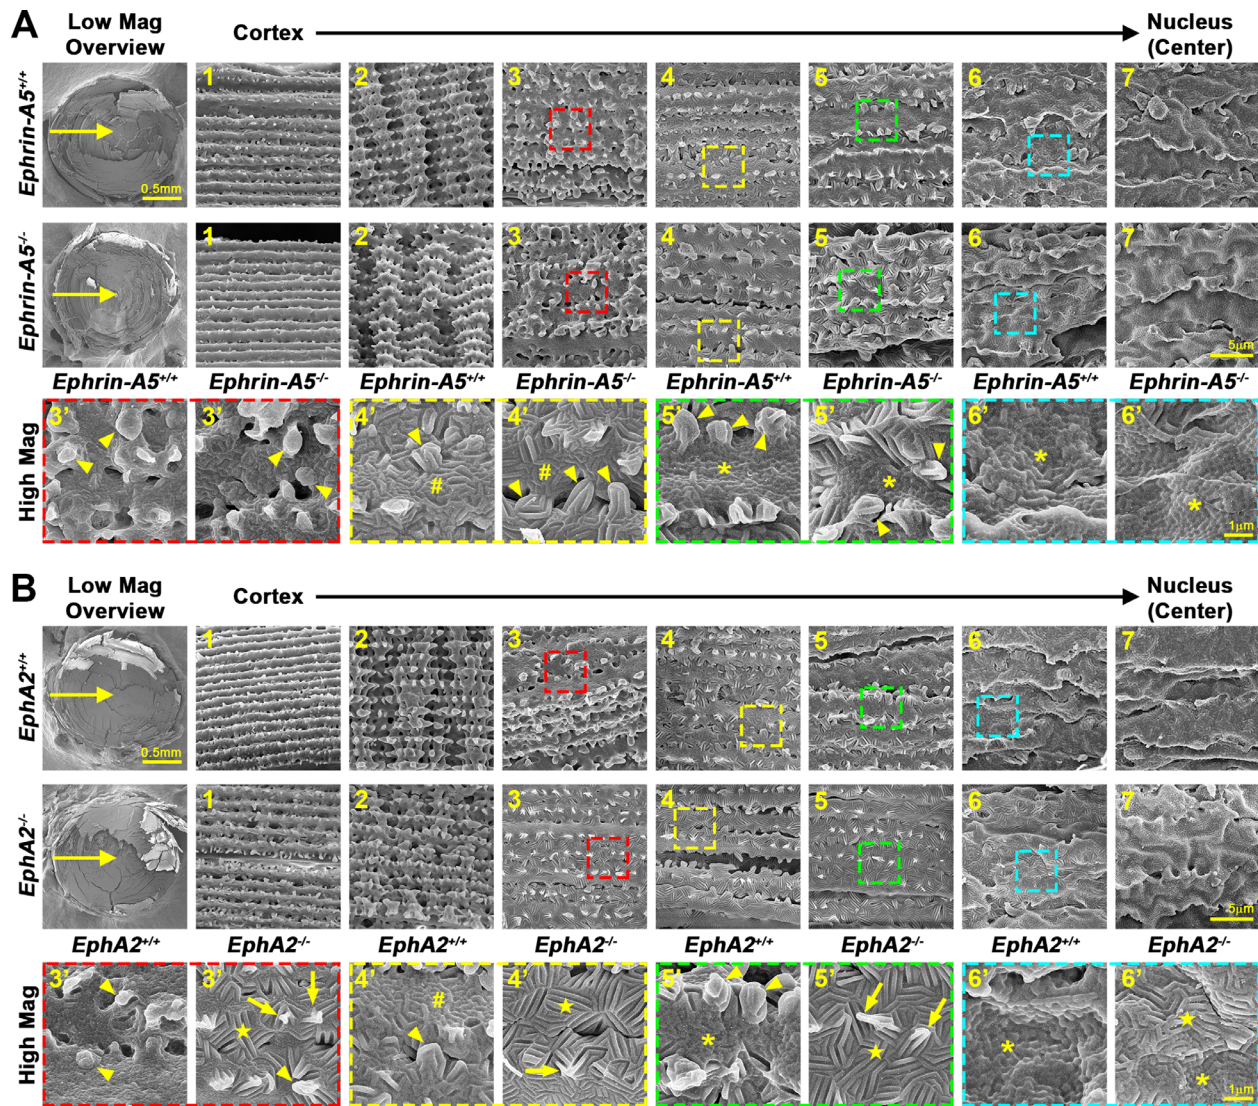 A
Low Mag
Overview
Cortex
Nucleus
(Center)
Ephrin-A5+/+
0.5mm
1
2
3
4
5
6
7
Ephrin-A5-/-
1
2
3
4
5
6
7
5μm
Ephrin-A5+/+ Ephrin-A5-/- Ephrin-A5+/+ Ephrin-A5-/- Ephrin-A5+/+ Ephrin-A5-/- Ephrin-A5+/+ Ephrin-A5-/-
High Mag
3’ 3’ 4’ 4’ 5’ 5’ 6’ 6’
# # * * * *
1μm
B
Low Mag
Overview
Cortex
Nucleus
(Center)
EphA2+/+
0.5mm
1
2
3
4
5
6
7
EphA2-/-
1
2
3
4
5
6
7
5μm
EphA2+/+ EphA2-/- EphA2+/+ EphA2-/- EphA2+/+ EphA2-/- EphA2+/+ EphA2-/-
High Mag
3’ 3’ 4’ 4’ 5’ 5’ 6’ 6’
# * * *
1μm